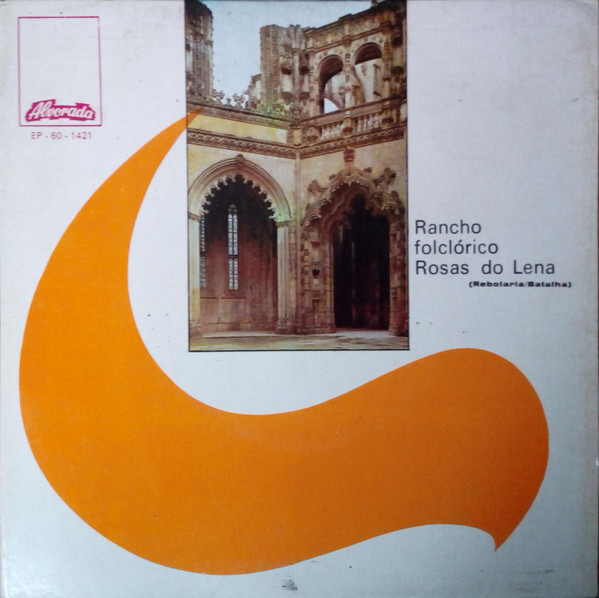 Alvorada
EP - 60 - 1421
Rancho
folclórico
Rosas do Lena
(Rebolaria/Batalha)